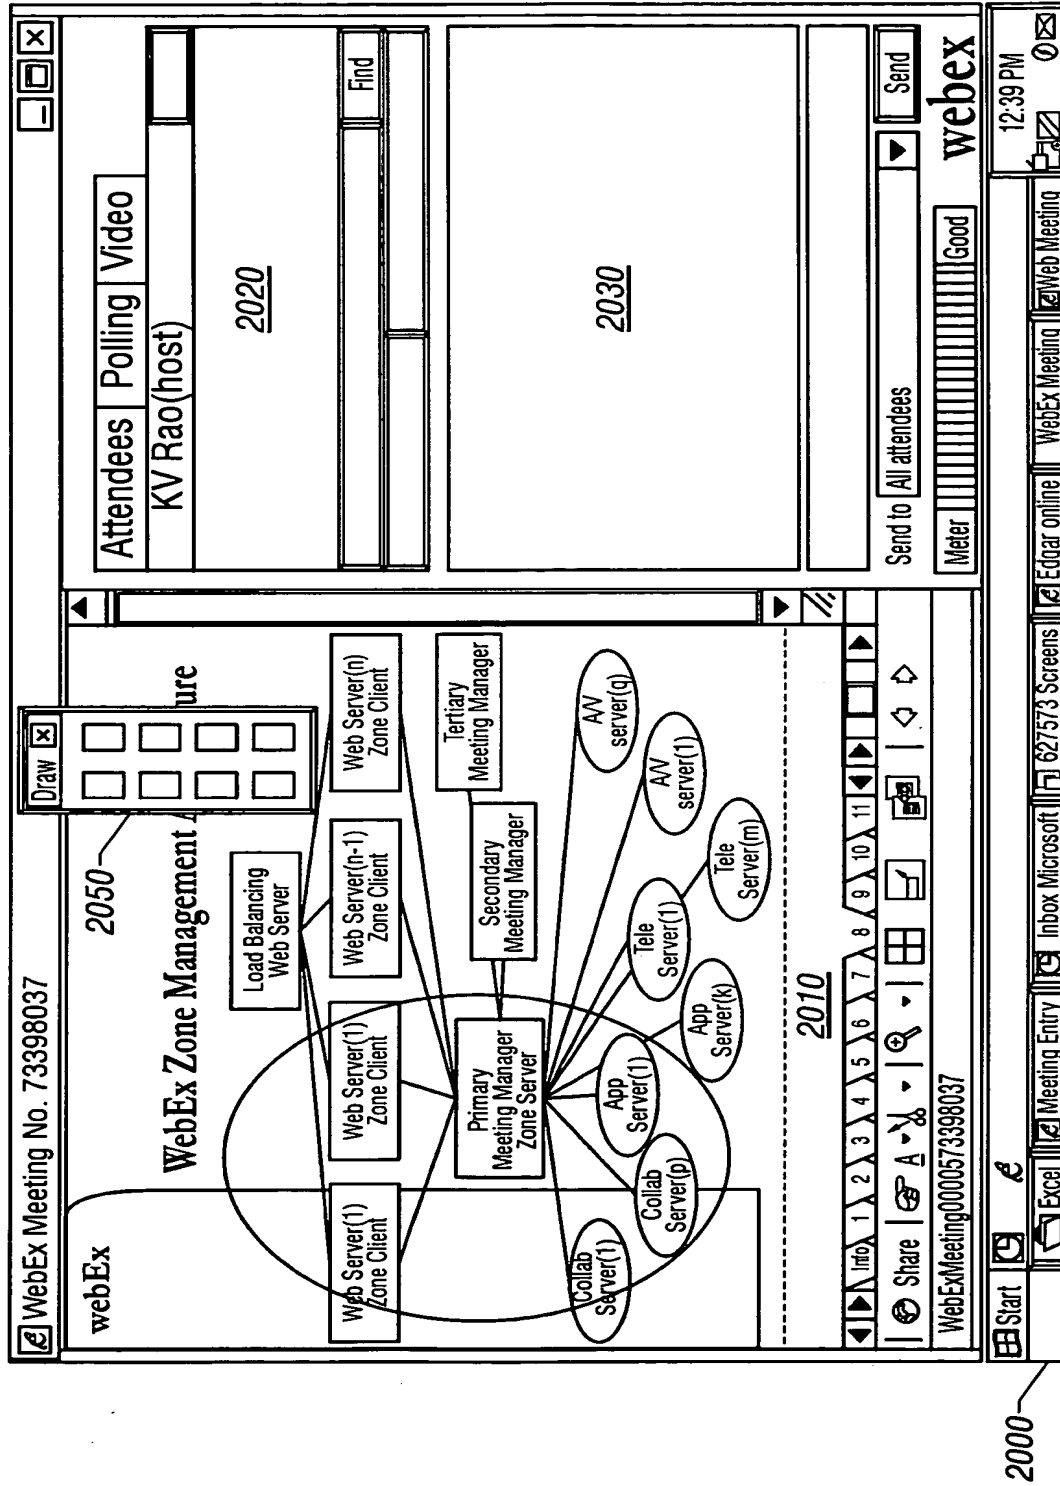 WebEx Meeting No. 73398037
Draw
2050
webEx
WebEx Zone Management A
ure
Load Balancing
Web Server
Web Server(1)
Zone Client
Web Server(1)
Zone Client
Web Server(n-1)
Zone Client
Web Server(n)
Zone Client
Primary
Meeting Manager
Zone Server
Secondary
Meeting Manager
Tertiary
Meeting Manager
Collab
Server(1)
Collab
Server(p)
App
Server(1)
App
Server(k)
Tele
Server(1)
Tele
Server(m)
A/V
server(1)
A/V
server(q)
2010
Info 1 2 3 4 5 6 7 8 9 10 11
Share A
WebExMeeting0000573398037
Attendees Polling Video
KV Rao(host)
2020
Find
2030
Send to All attendees Send
Meter Good
webex
Start
12:39 PM
Excel Meeting Entry Inbox Microsoft 627573 Screens Edgar online WebEx Meeting Web Meeting
2000